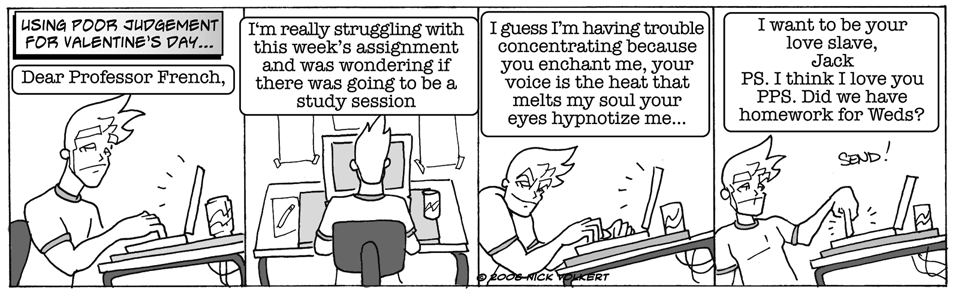 USING POOR JUDGEMENT
FOR VALENTINE'S DAY...
Dear Professor French,
I'm really struggling with
this week's assignment
and was wondering if
there was going to be a
study session
I guess I'm having trouble
concentrating because
you enchant me, your
voice is the heat that
melts my soul your
eyes hypnotize me...
I want to be your
love slave,
Jack
PS. I think I love you
PPS. Did we have
homework for Weds?
SEND!
© 2006 NICK VOLKERT